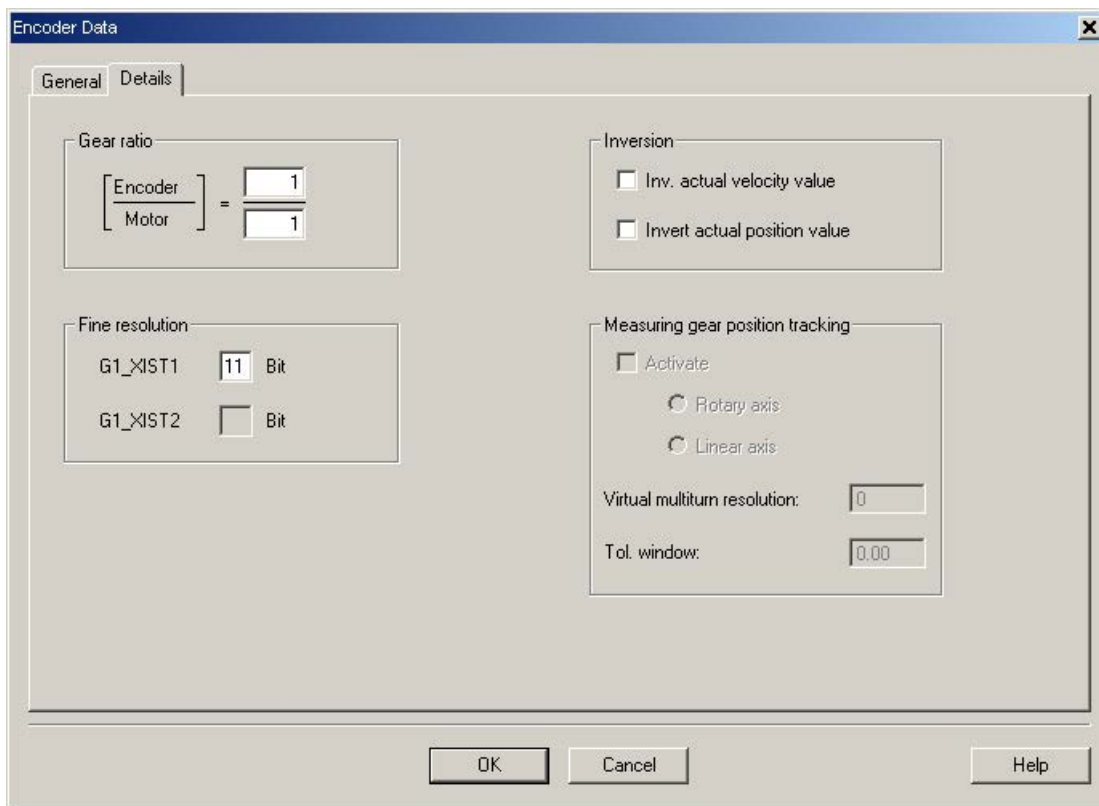 Encoder Data
General Details
Gear ratio
Encoder
Motor
=
1
1
Inversion
Inv. actual velocity value
Invert actual position value
Fine resolution
G1_XIST1 11 Bit
G1_XIST2 Bit
Measuring gear position tracking
Activate
Rotary axis
Linear axis
Virtual multiturn resolution: 0
Tol. window: 0.00
OK Cancel Help